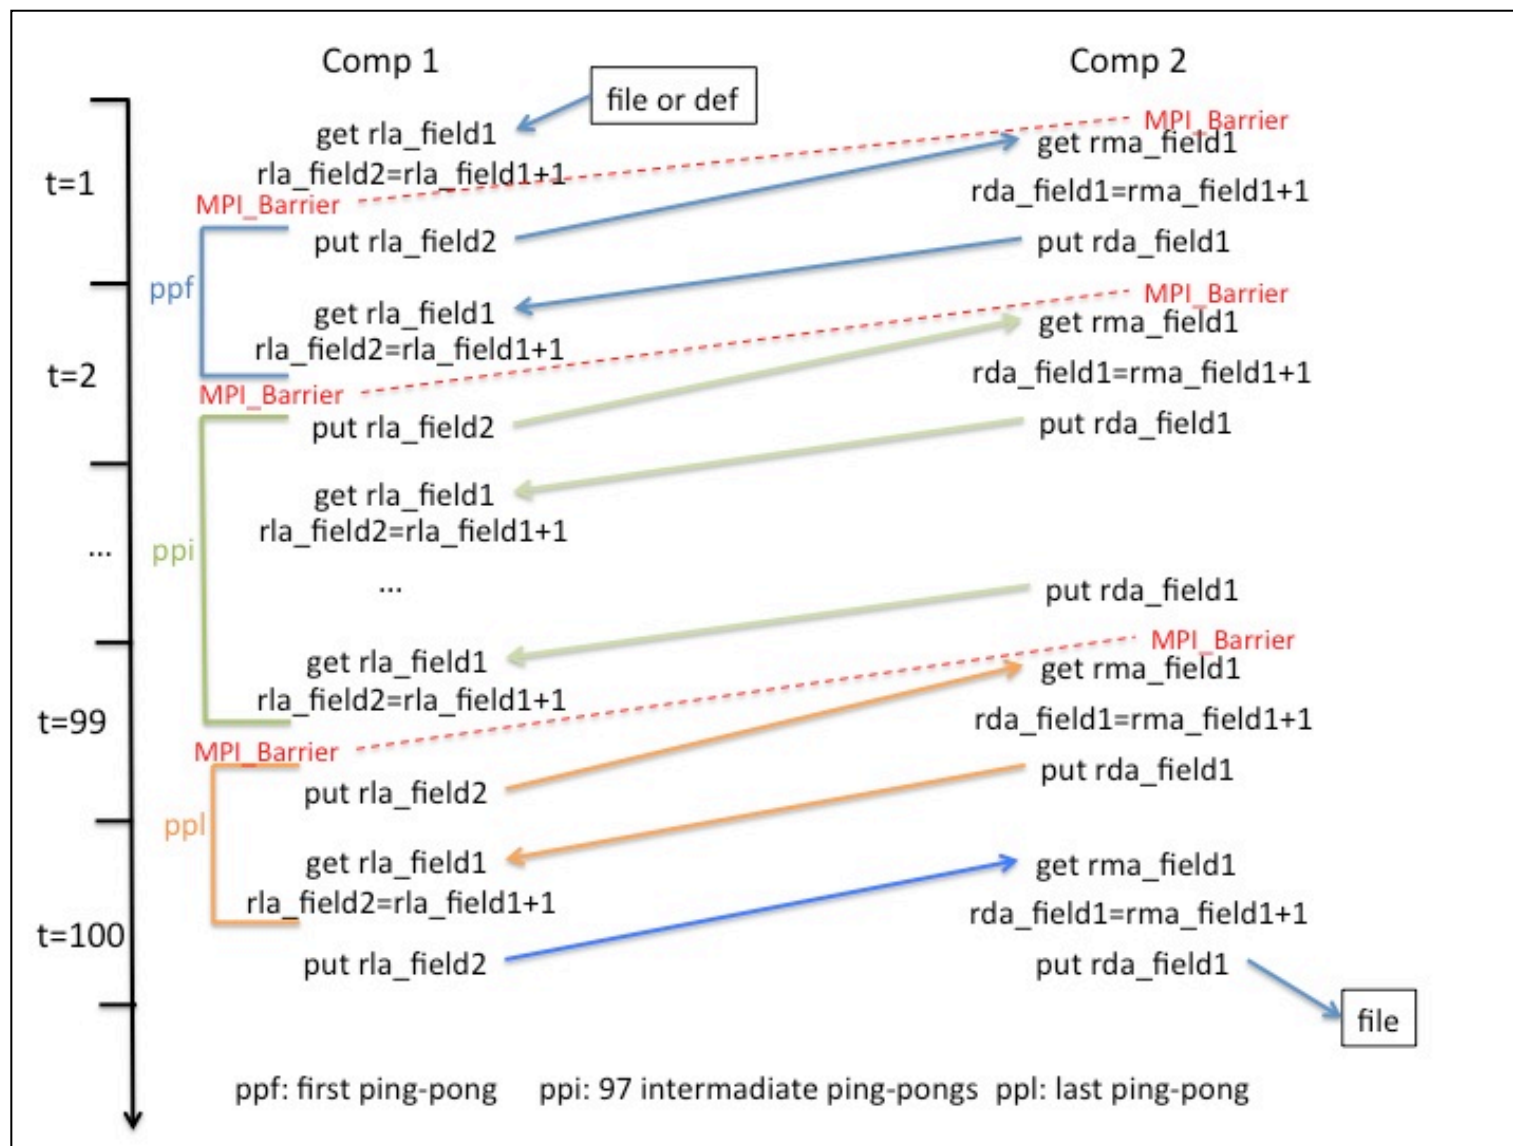 Comp 1
Comp 2
file or def
get rla_field1
MPI_Barrier
get rma_field1
t=1
rla_field2=rla_field1+1
rda_field1=rma_field1+1
MPI_Barrier
put rla_field2
put rda_field1
ppf
MPI_Barrier
get rla_field1
get rma_field1
rla_field2=rla_field1+1
t=2
rda_field1=rma_field1+1
MPI_Barrier
put rla_field2
put rda_field1
get rla_field1
rla_field2=rla_field1+1
...
ppi
...
put rda_field1
MPI_Barrier
get rla_field1
get rma_field1
rla_field2=rla_field1+1
t=99
rda_field1=rma_field1+1
MPI_Barrier
put rla_field2
put rda_field1
ppl
get rla_field1
get rma_field1
rla_field2=rla_field1+1
rda_field1=rma_field1+1
t=100
put rla_field2
put rda_field1
file
ppf: first ping-pong ppi: 97 intermadiate ping-pongs ppl: last ping-pong